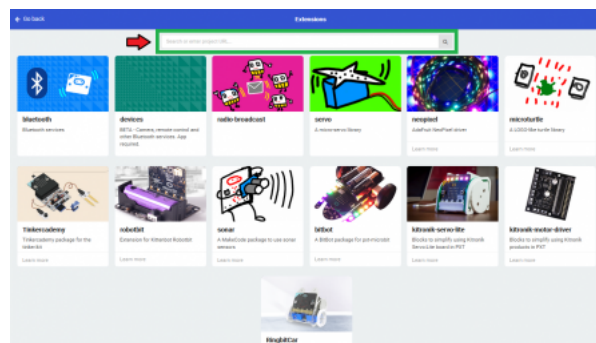 Go back
Extensions
Search or enter project URL...
bluetooth
Bluetooth services
devices
BETA - Camera, remote control and
other Bluetooth services. App
required.
radio-broadcast
servo
A micro-servo library
neopixel
AdaFruit NeoPixel driver
Learn more
microturtle
A LOGO-like turtle library
Learn more
Tinkercademy
Tinkercademy package for the
tinker kit
Learn more
robotbit
Extension for Kittenbot Robotbit
Learn more
sonar
A MakeCode package to use sonar
sensors
Learn more
bitbot
A BitBot package for pxt-microbit
Learn more
kitronik-servo-lite
Blocks to simplify using Kitronik
Servo-Lite board in PXT
Learn more
kitronik-motor-driver
Blocks to simplify using Kitronik
products in PXT
Learn more
RingbitCar